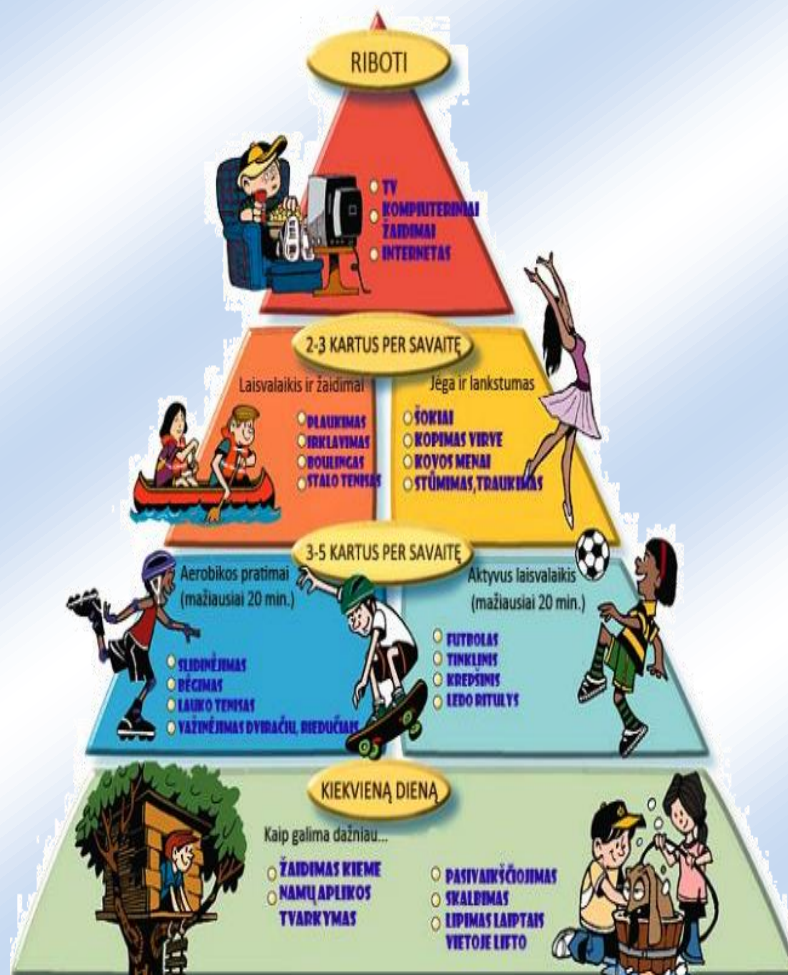 RIBOTI
TV
KOMPIUTERINIAI
ŽAIDIMAI
INTERNETAS
2-3 KARTUS PER SAVAITĘ
Laisvalaikis ir žaidimai
PLAUKIMAS
IRKLAVIMAS
BOULINGAS
STALO TENISAS
Jėga ir lankstumas
ŠOKIAI
KOPIMAS VIRVE
KOVOS MENAI
STŪMIMAS,TRAUKIMAS
3-5 KARTUS PER SAVAITĘ
Aerobikos pratimai
(mažiausiai 20 min.)
SLIDINĖJIMAS
BĖGIMAS
LAUKO TENISAS
VAŽINĖJIMAS DVIRAČIU, RIEDUČIAIS
Aktyvus laisvalaikis
(mažiausiai 20 min.)
FUTBOLAS
TINKLINIS
KREPŠINIS
LEDO RITULYS
KIEKVIENĄ DIENĄ
Kaip galima dažniau...
ŽAIDIMAS KIEME
NAMŲ APLIKOS
TVARKYMAS
PASIVAIKŠČIOJIMAS
SKALBIMAS
LIPIMAS LAIPTAIS
VIETOJE LIFTO